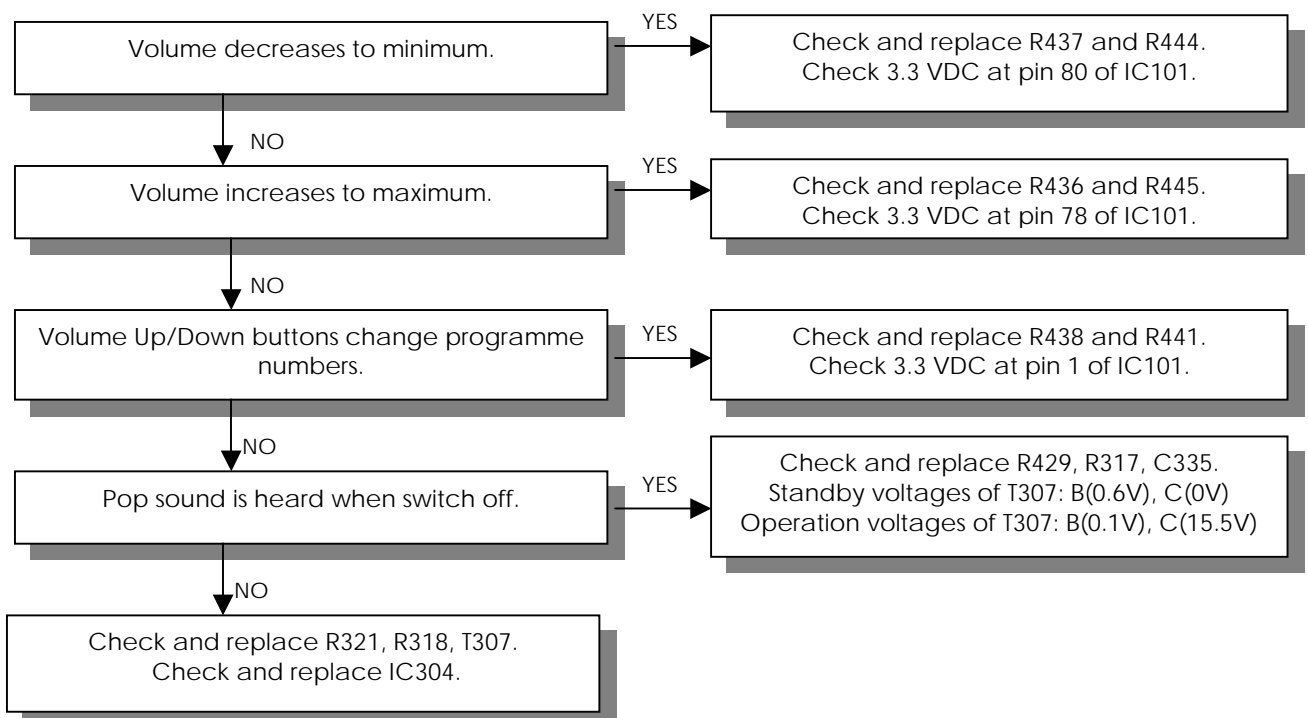 Volume decreases to minimum.
YES
Check and replace R437 and R444.
Check 3.3 VDC at pin 80 of IC101.
NO
Volume increases to maximum.
YES
Check and replace R436 and R445.
Check 3.3 VDC at pin 78 of IC101.
NO
Volume Up/Down buttons change programme
numbers.
YES
Check and replace R438 and R441.
Check 3.3 VDC at pin 1 of IC101.
NO
Pop sound is heard when switch off.
YES
Check and replace R429, R317, C335.
Standby voltages of T307: B(0.6V), C(0V)
Operation voltages of T307: B(0.1V), C(15.5V)
NO
Check and replace R321, R318, T307.
Check and replace IC304.